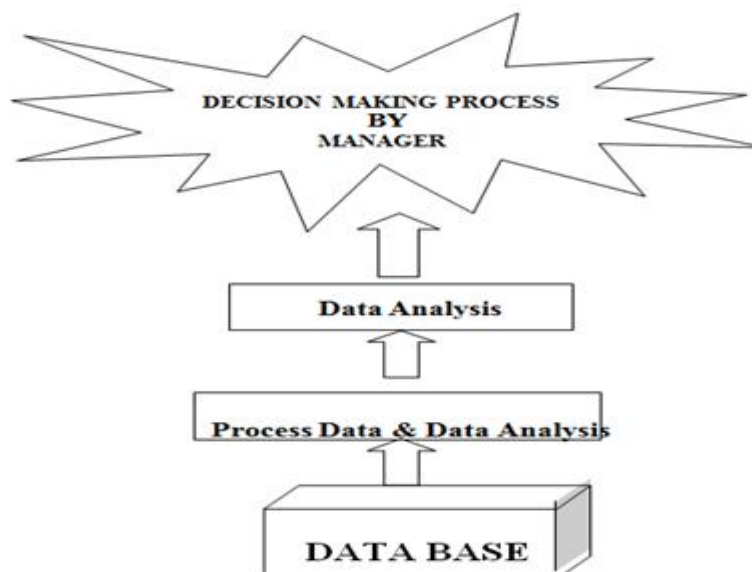 DECISION MAKING PROCESS
BY
MANAGER
Data Analysis
Process Data & Data Analysis
DATA BASE